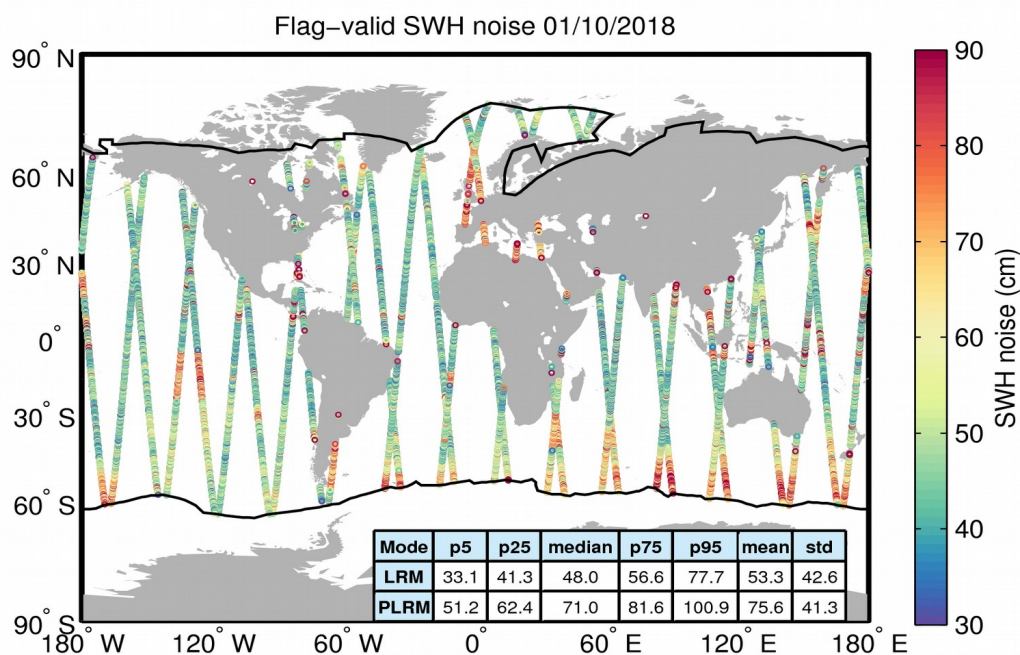 Flag−valid SWH noise 01/10/2018
90° N
60° N
30° N
0°
30° S
60° S
90° S
180° W
120° W
60° W
0°
60° E
120° E
180° E
90
80
70
60
50
40
30
SWH noise (cm)
Mode p5 p25 median p75 p95 mean std
LRM 33.1 41.3 48.0 56.6 77.7 53.3 42.6
PLRM 51.2 62.4 71.0 81.6 100.9 75.6 41.3